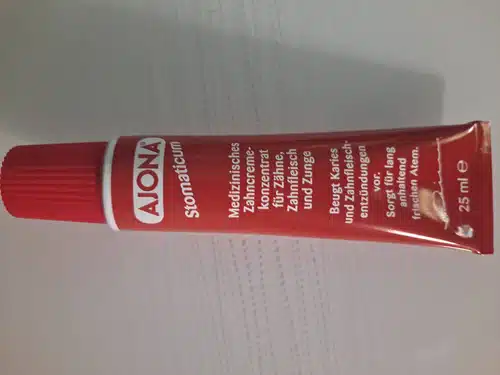 AJONA
Stomaticum
Medizinisches
Zahncreme-
konzentrat
für Zähne,
Zahnfleisch
und Zunge
Beugt Karies
und Zahnfleisch-
entzündungen
vor.
Sorgt für lang
anhaltend
frischen Atem.
25 ml e